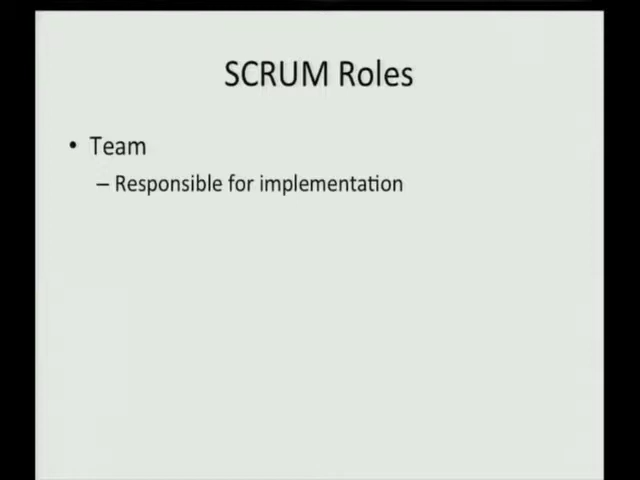 SCRUM Roles
• Team
– Responsible for implementation